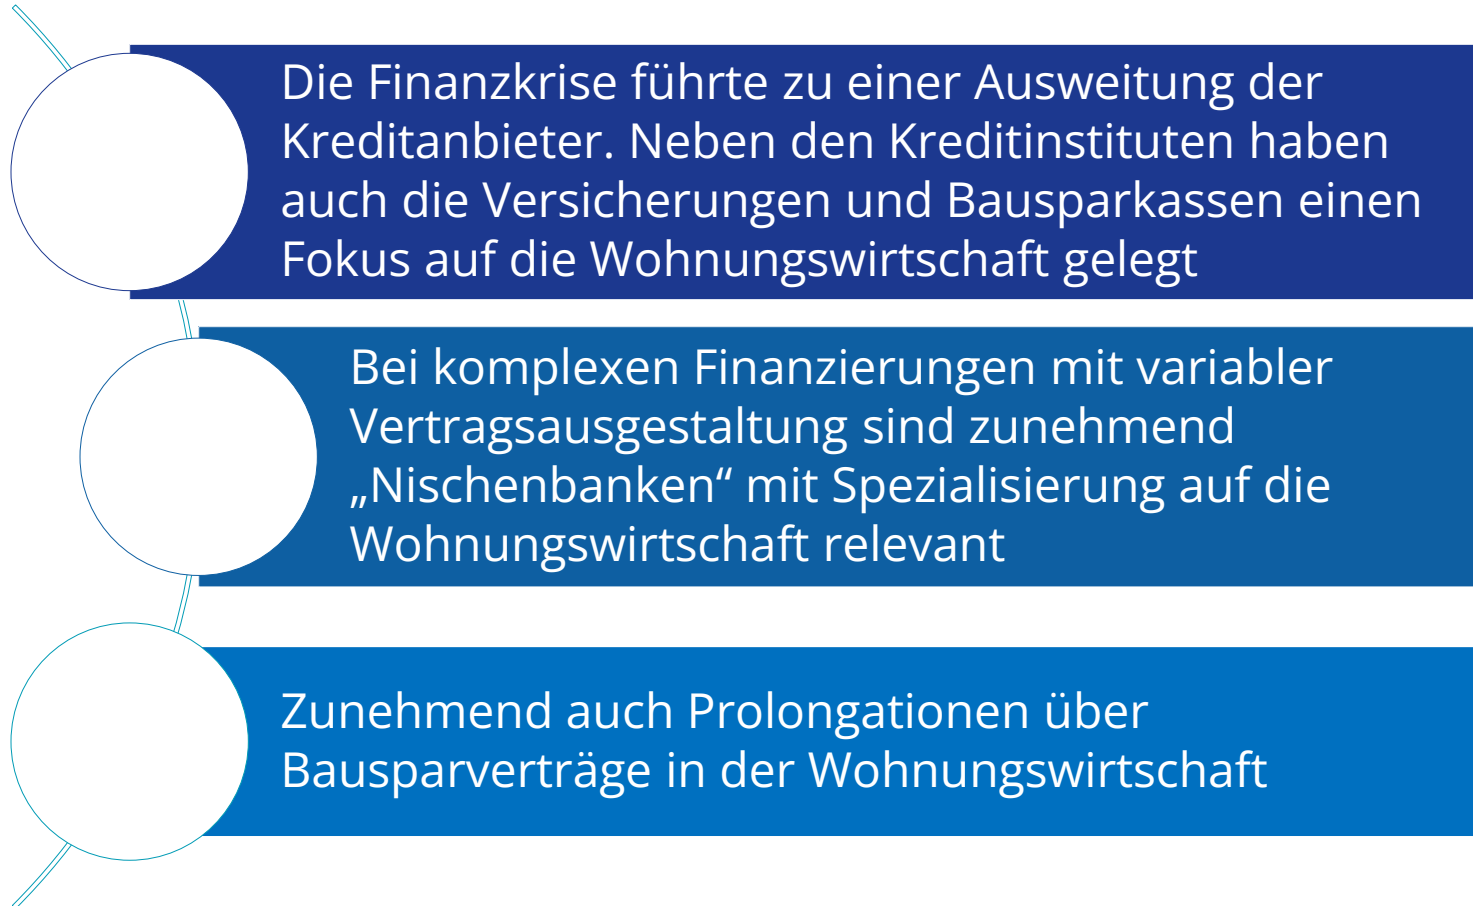 Die Finanzkrise führte zu einer Ausweitung der
Kreditanbieter. Neben den Kreditinstituten haben
auch die Versicherungen und Bausparkassen einen
Fokus auf die Wohnungswirtschaft gelegt
Bei komplexen Finanzierungen mit variabler
Vertragsausgestaltung sind zunehmend
„Nischenbanken“ mit Spezialisierung auf die
Wohnungswirtschaft relevant
Zunehmend auch Prolongationen über
Bausparverträge in der Wohnungswirtschaft